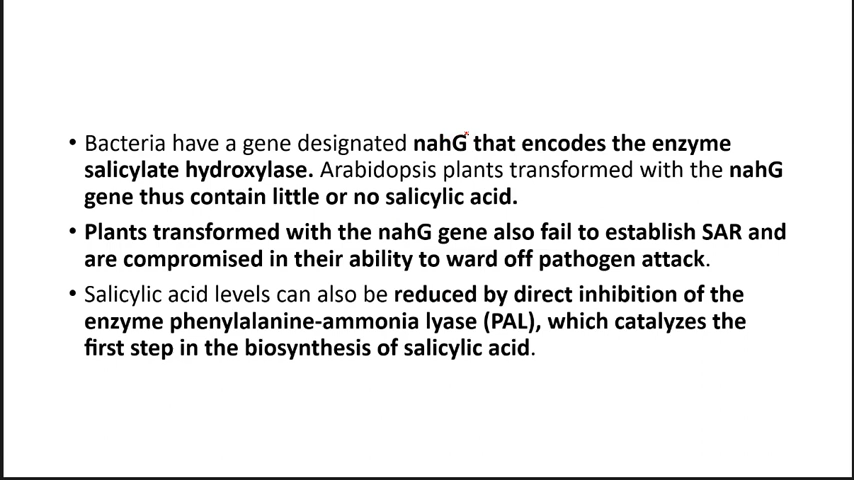 • Bacteria have a gene designated nahG that encodes the enzyme
salicylate hydroxylase. Arabidopsis plants transformed with the nahG
gene thus contain little or no salicylic acid.
• Plants transformed with the nahG gene also fail to establish SAR and
are compromised in their ability to ward off pathogen attack.
• Salicylic acid levels can also be reduced by direct inhibition of the
enzyme phenylalanine-ammonia lyase (PAL), which catalyzes the
first step in the biosynthesis of salicylic acid.